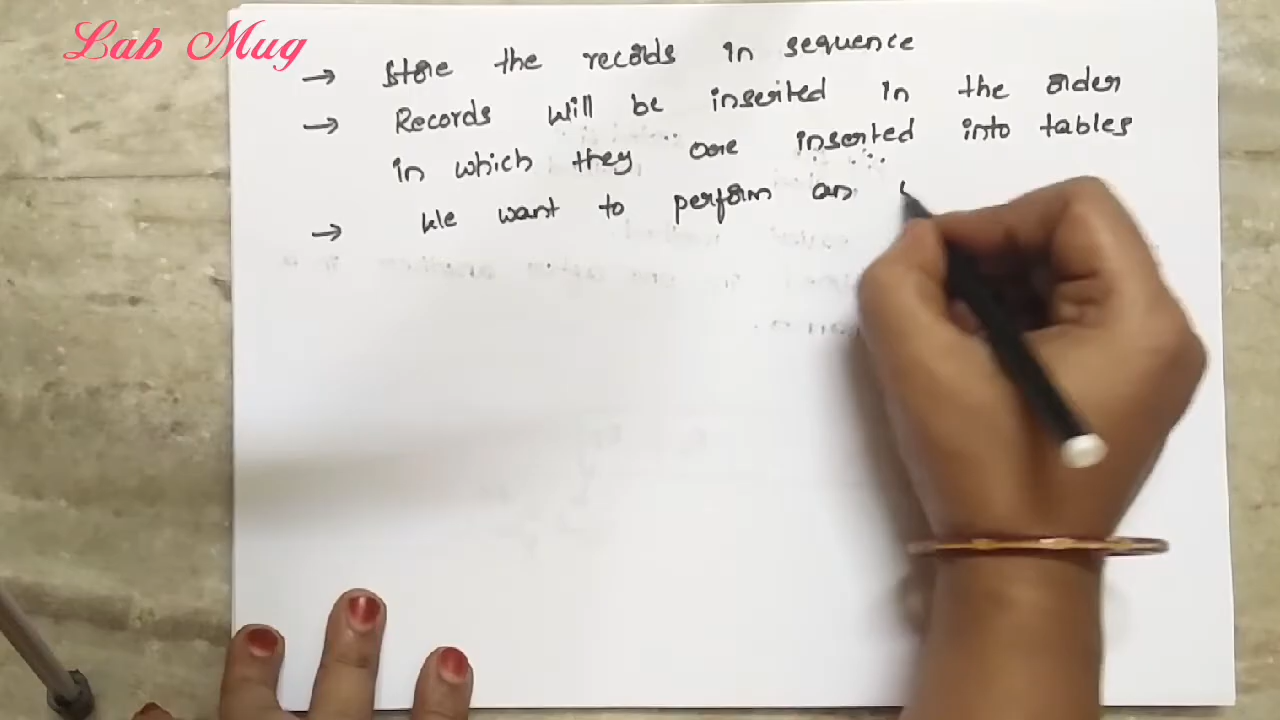 Lab Mug
→ Store the records in sequence
→ Records will be inserted in the order
in which they are inserted into tables
→ We want to perform an